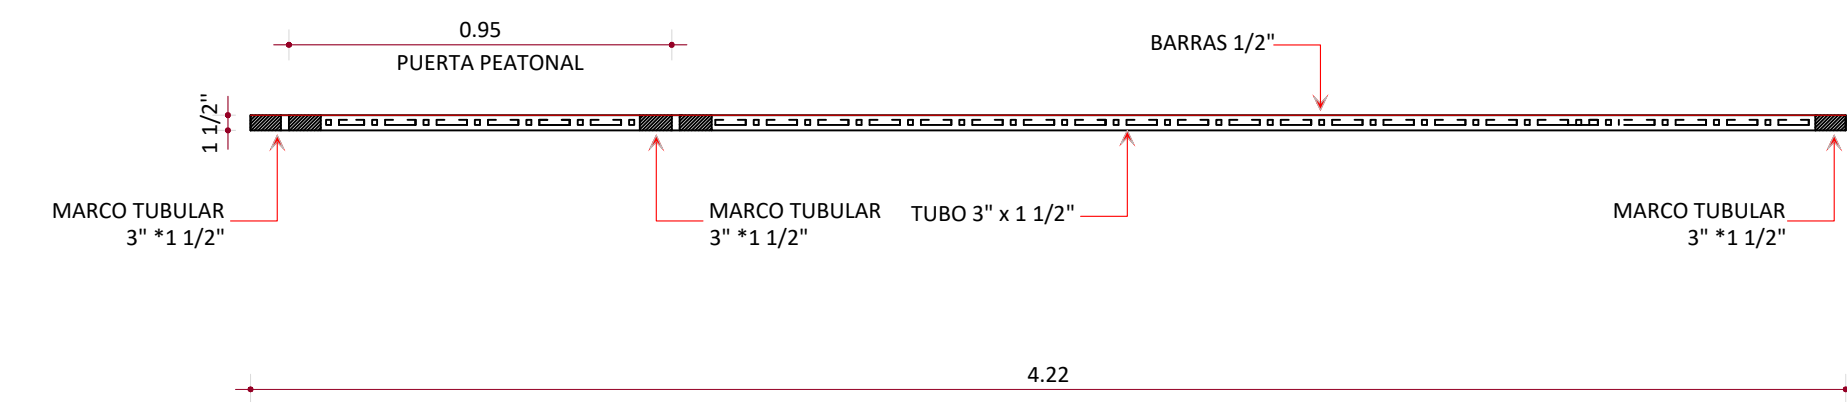 0.95
PUERTA PEATONAL
BARRAS 1/2"
1 1/2"
MARCO TUBULAR
3" *1 1/2"
MARCO TUBULAR
3" *1 1/2"
TUBO 3" x 1 1/2"
MARCO TUBULAR
3" *1 1/2"
4.22